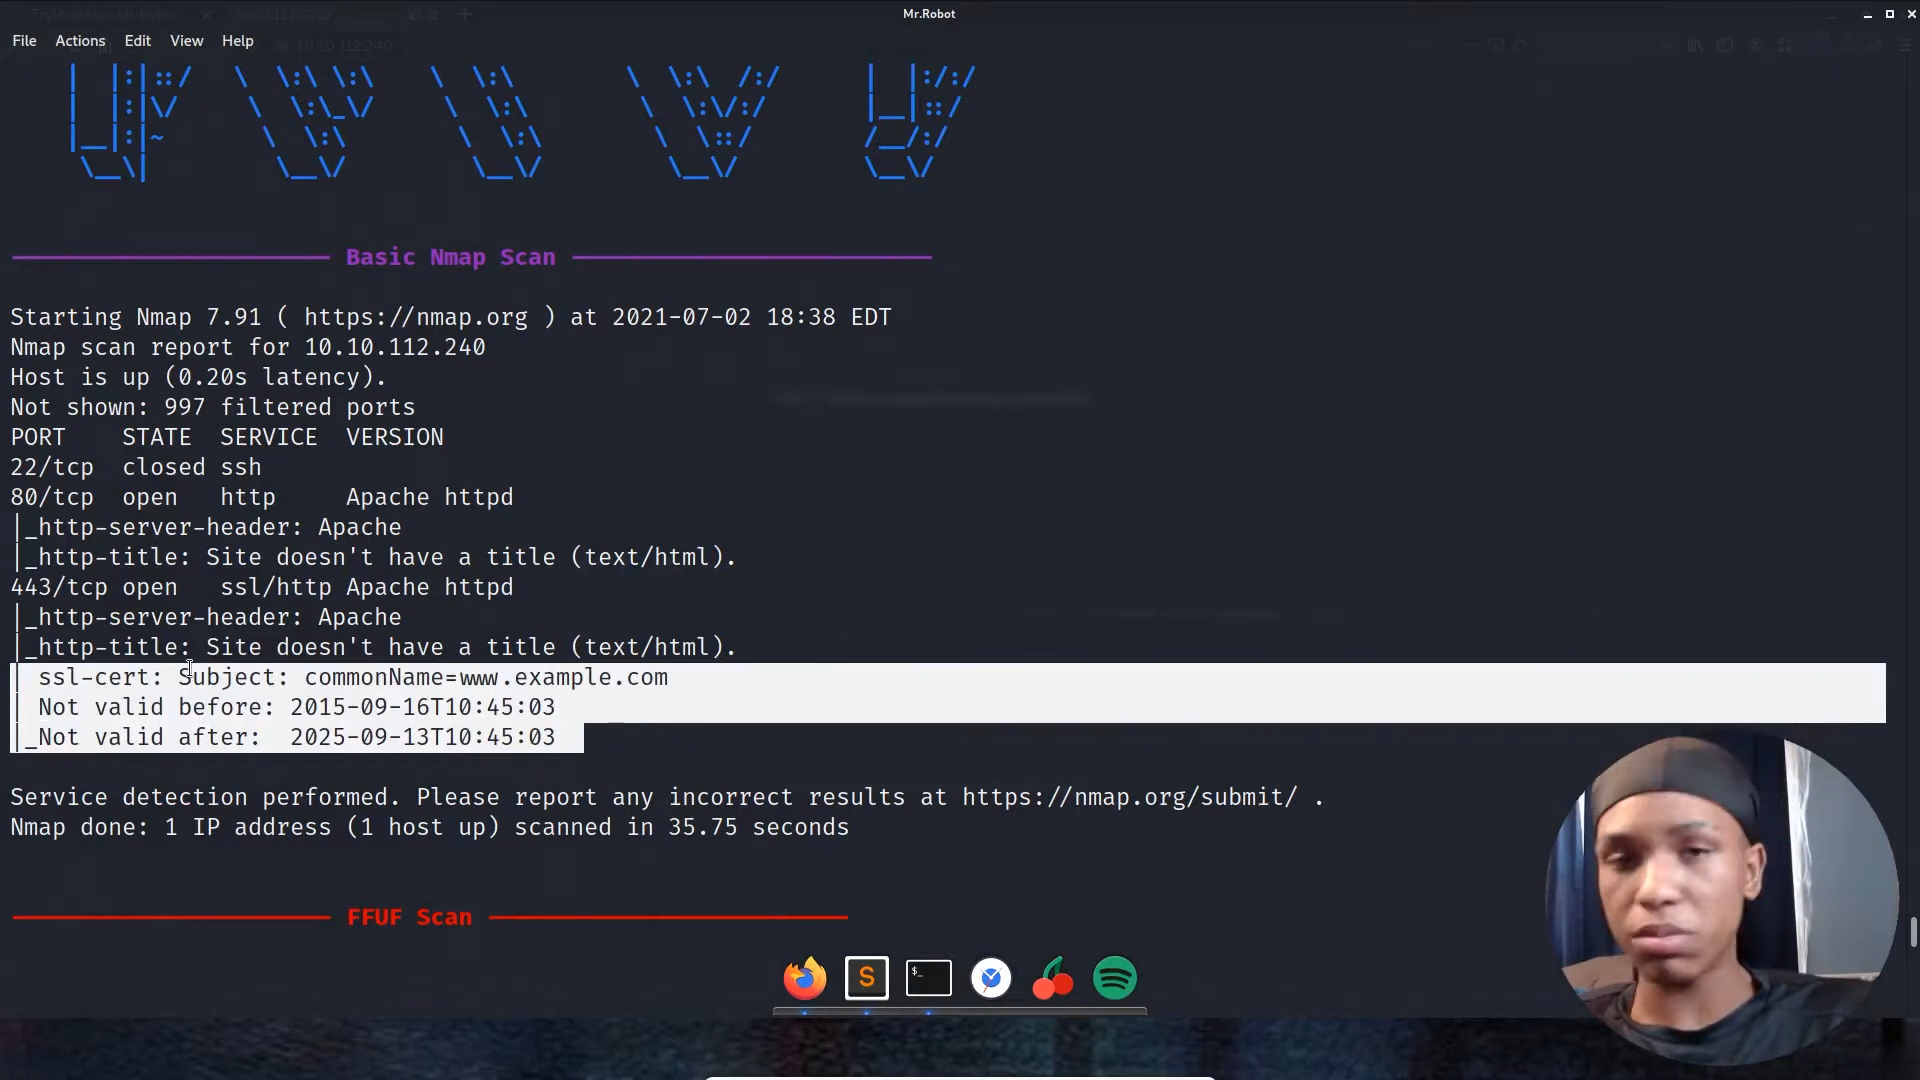 Mr.Robot
File Actions Edit View Help
Basic Nmap Scan
Starting Nmap 7.91 ( https://nmap.org ) at 2021-07-02 18:38 EDT
Nmap scan report for 10.10.112.240
Host is up (0.20s latency).
Not shown: 997 filtered ports
PORT    STATE  SERVICE  VERSION
22/tcp  closed ssh
80/tcp  open   http     Apache httpd
|_http-server-header: Apache
|_http-title: Site doesn't have a title (text/html).
443/tcp open   ssl/http Apache httpd
|_http-server-header: Apache
|_http-title: Site doesn't have a title (text/html).
| ssl-cert: Subject: commonName=www.example.com
| Not valid before: 2015-09-16T10:45:03
|_Not valid after:  2025-09-13T10:45:03
Service detection performed. Please report any incorrect results at https://nmap.org/submit/ .
Nmap done: 1 IP address (1 host up) scanned in 35.75 seconds
FFUF Scan